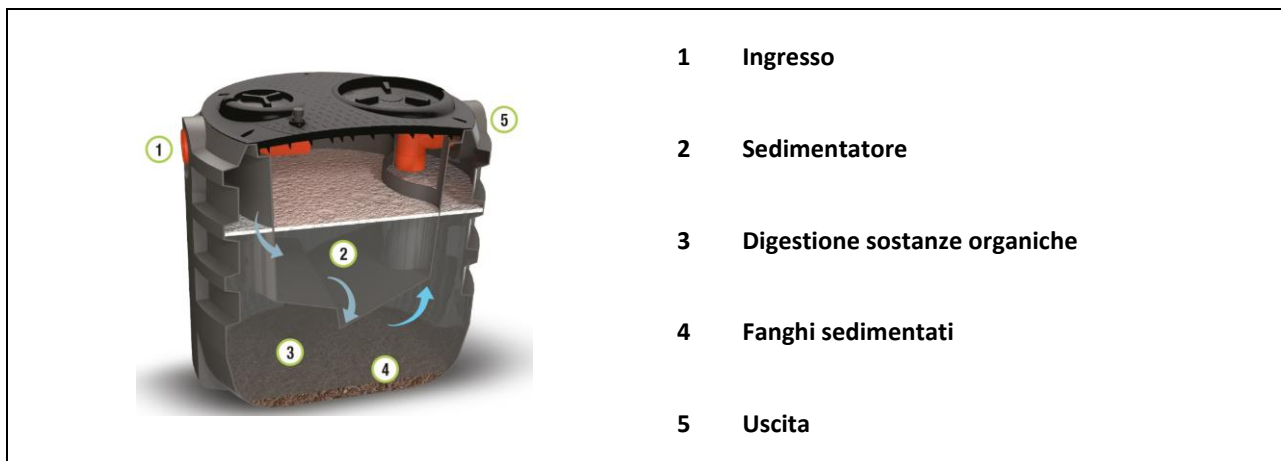 1
5
2
3
4
1 Ingresso
2 Sedimentatore
3 Digestione sostanze organiche
4 Fanghi sedimentati
5 Uscita